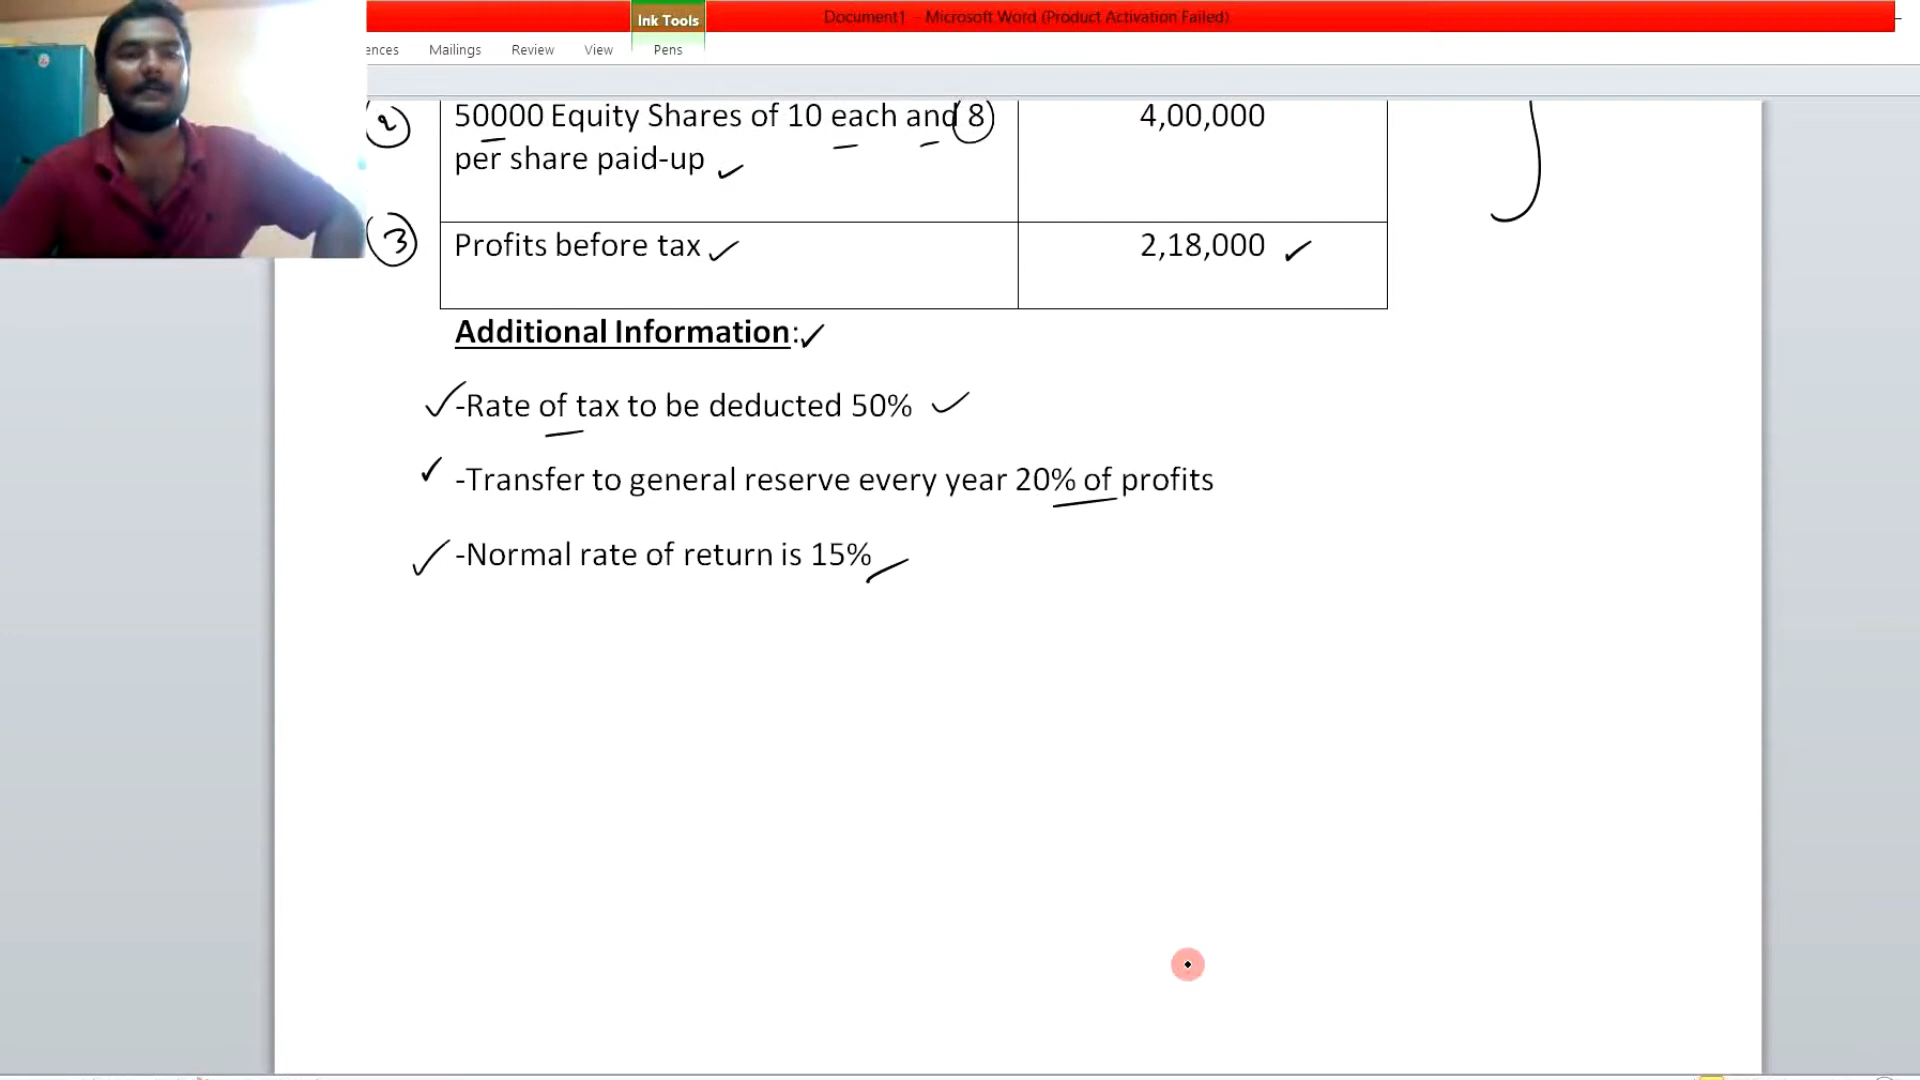 Ink Tools
Document1 - Microsoft Word (Product Activation Failed)
ences Mailings Review View Pens
2 50000 Equity Shares of 10 each and 8 4,00,000
per share paid-up
3 Profits before tax 2,18,000
Additional Information:
-Rate of tax to be deducted 50%
-Transfer to general reserve every year 20% of profits
-Normal rate of return is 15%